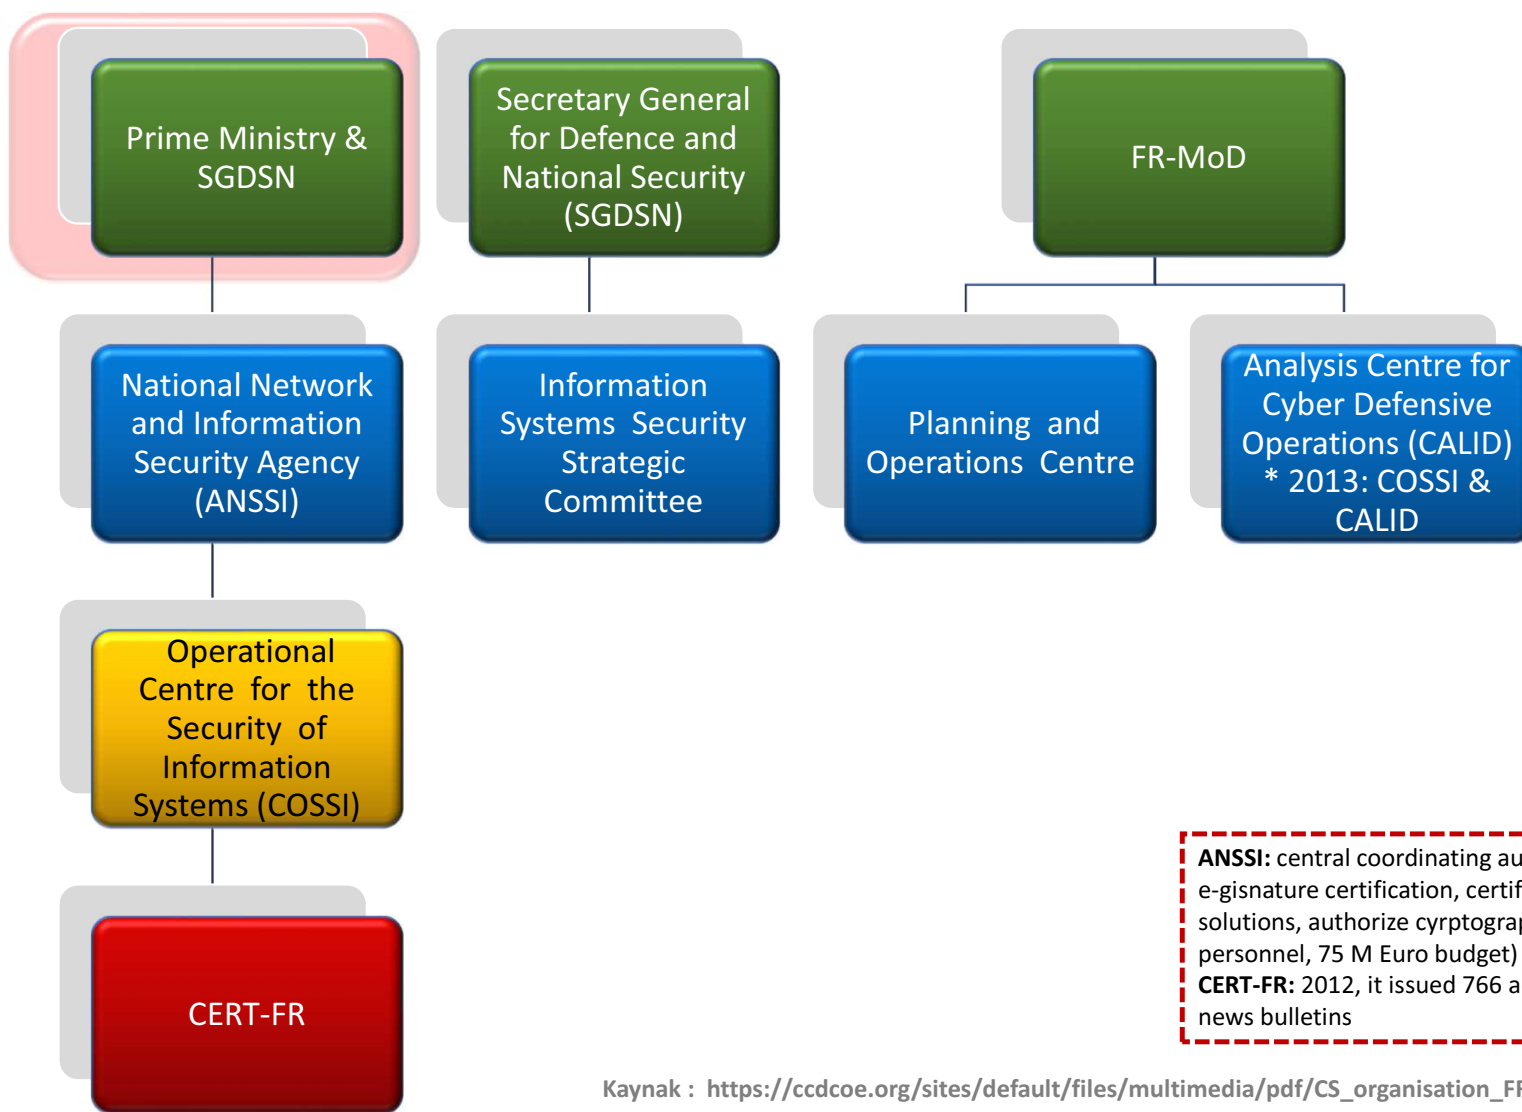 Prime Ministry &
SGDSN
Secretary General
for Defence and
National Security
(SGDSN)
FR-MoD
National Network
and Information
Security Agency
(ANSSI)
Information
Systems Security
Strategic
Committee
Planning and
Operations Centre
Analysis Centre for
Cyber Defensive
Operations (CALID)
* 2013: COSSI &
CALID
Operational
Centre for the
Security of
Information
Systems (COSSI)
CERT-FR
ANSSI: central coordinating au
e-gisnature certification, certif
solutions, authorize cyrptograp
personnel, 75 M Euro budget)
CERT-FR: 2012, it issued 766 a
news bulletins
Kaynak : https://ccdcoe.org/sites/default/files/multimedia/pdf/CS_organisation_FR